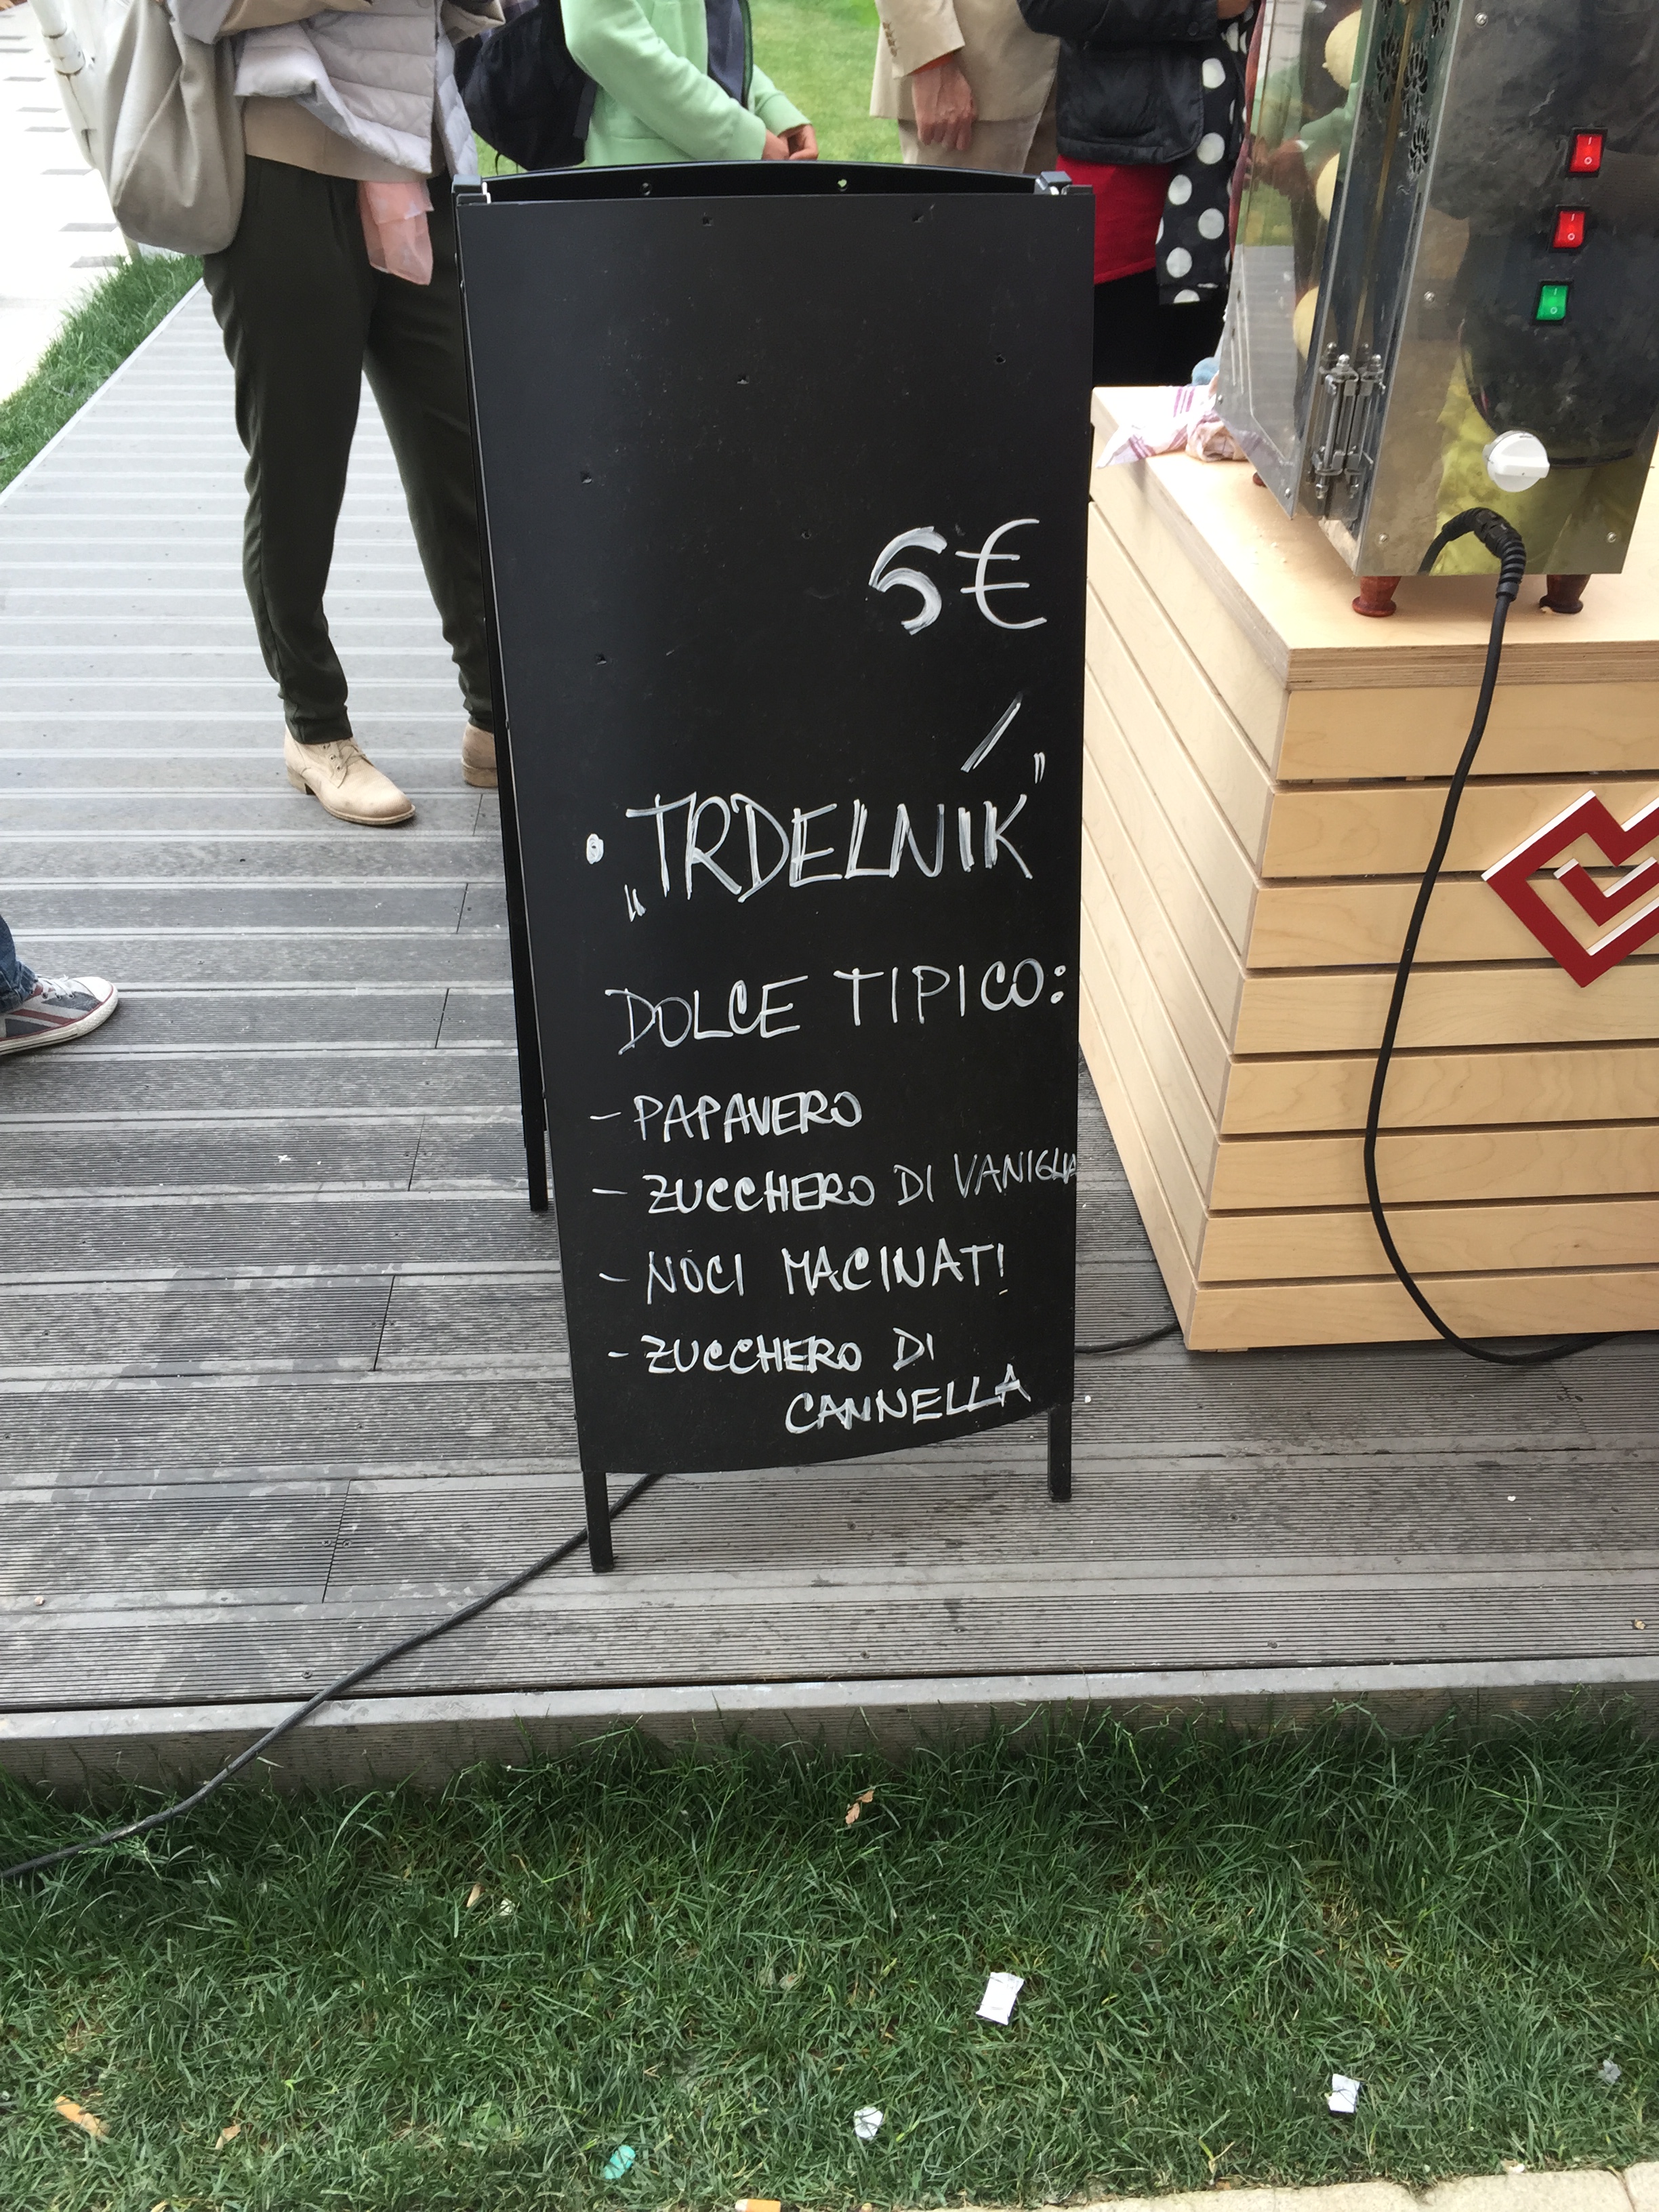 5€
• „TRDELNÍK”
DOLCE TIPICO:
- PAPAVERO
- ZUCCHERO DI VANIGLIA
- NOCI MACINATI
- ZUCCHERO DI
CANNELLA